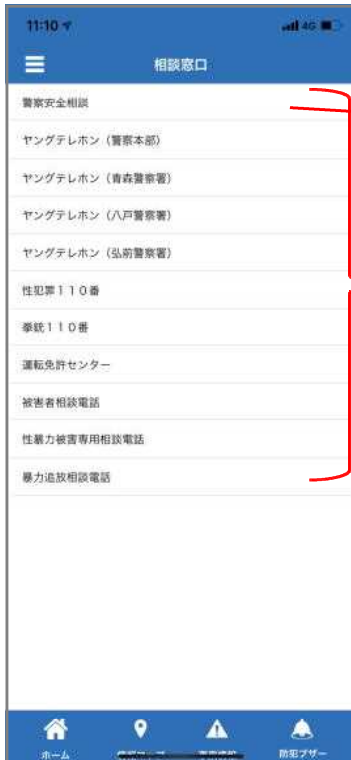 11:10
4G
相談窓口
警察安全相談
ヤングテレホン（警察本部）
ヤングテレホン（青森警察署）
ヤングテレホン（八戸警察署）
ヤングテレホン（弘前警察署）
性犯罪１１０番
拳銃１１０番
運転免許センター
被害者相談電話
性暴力被害専用相談電話
暴力追放相談電話
ホーム
防犯ブザー